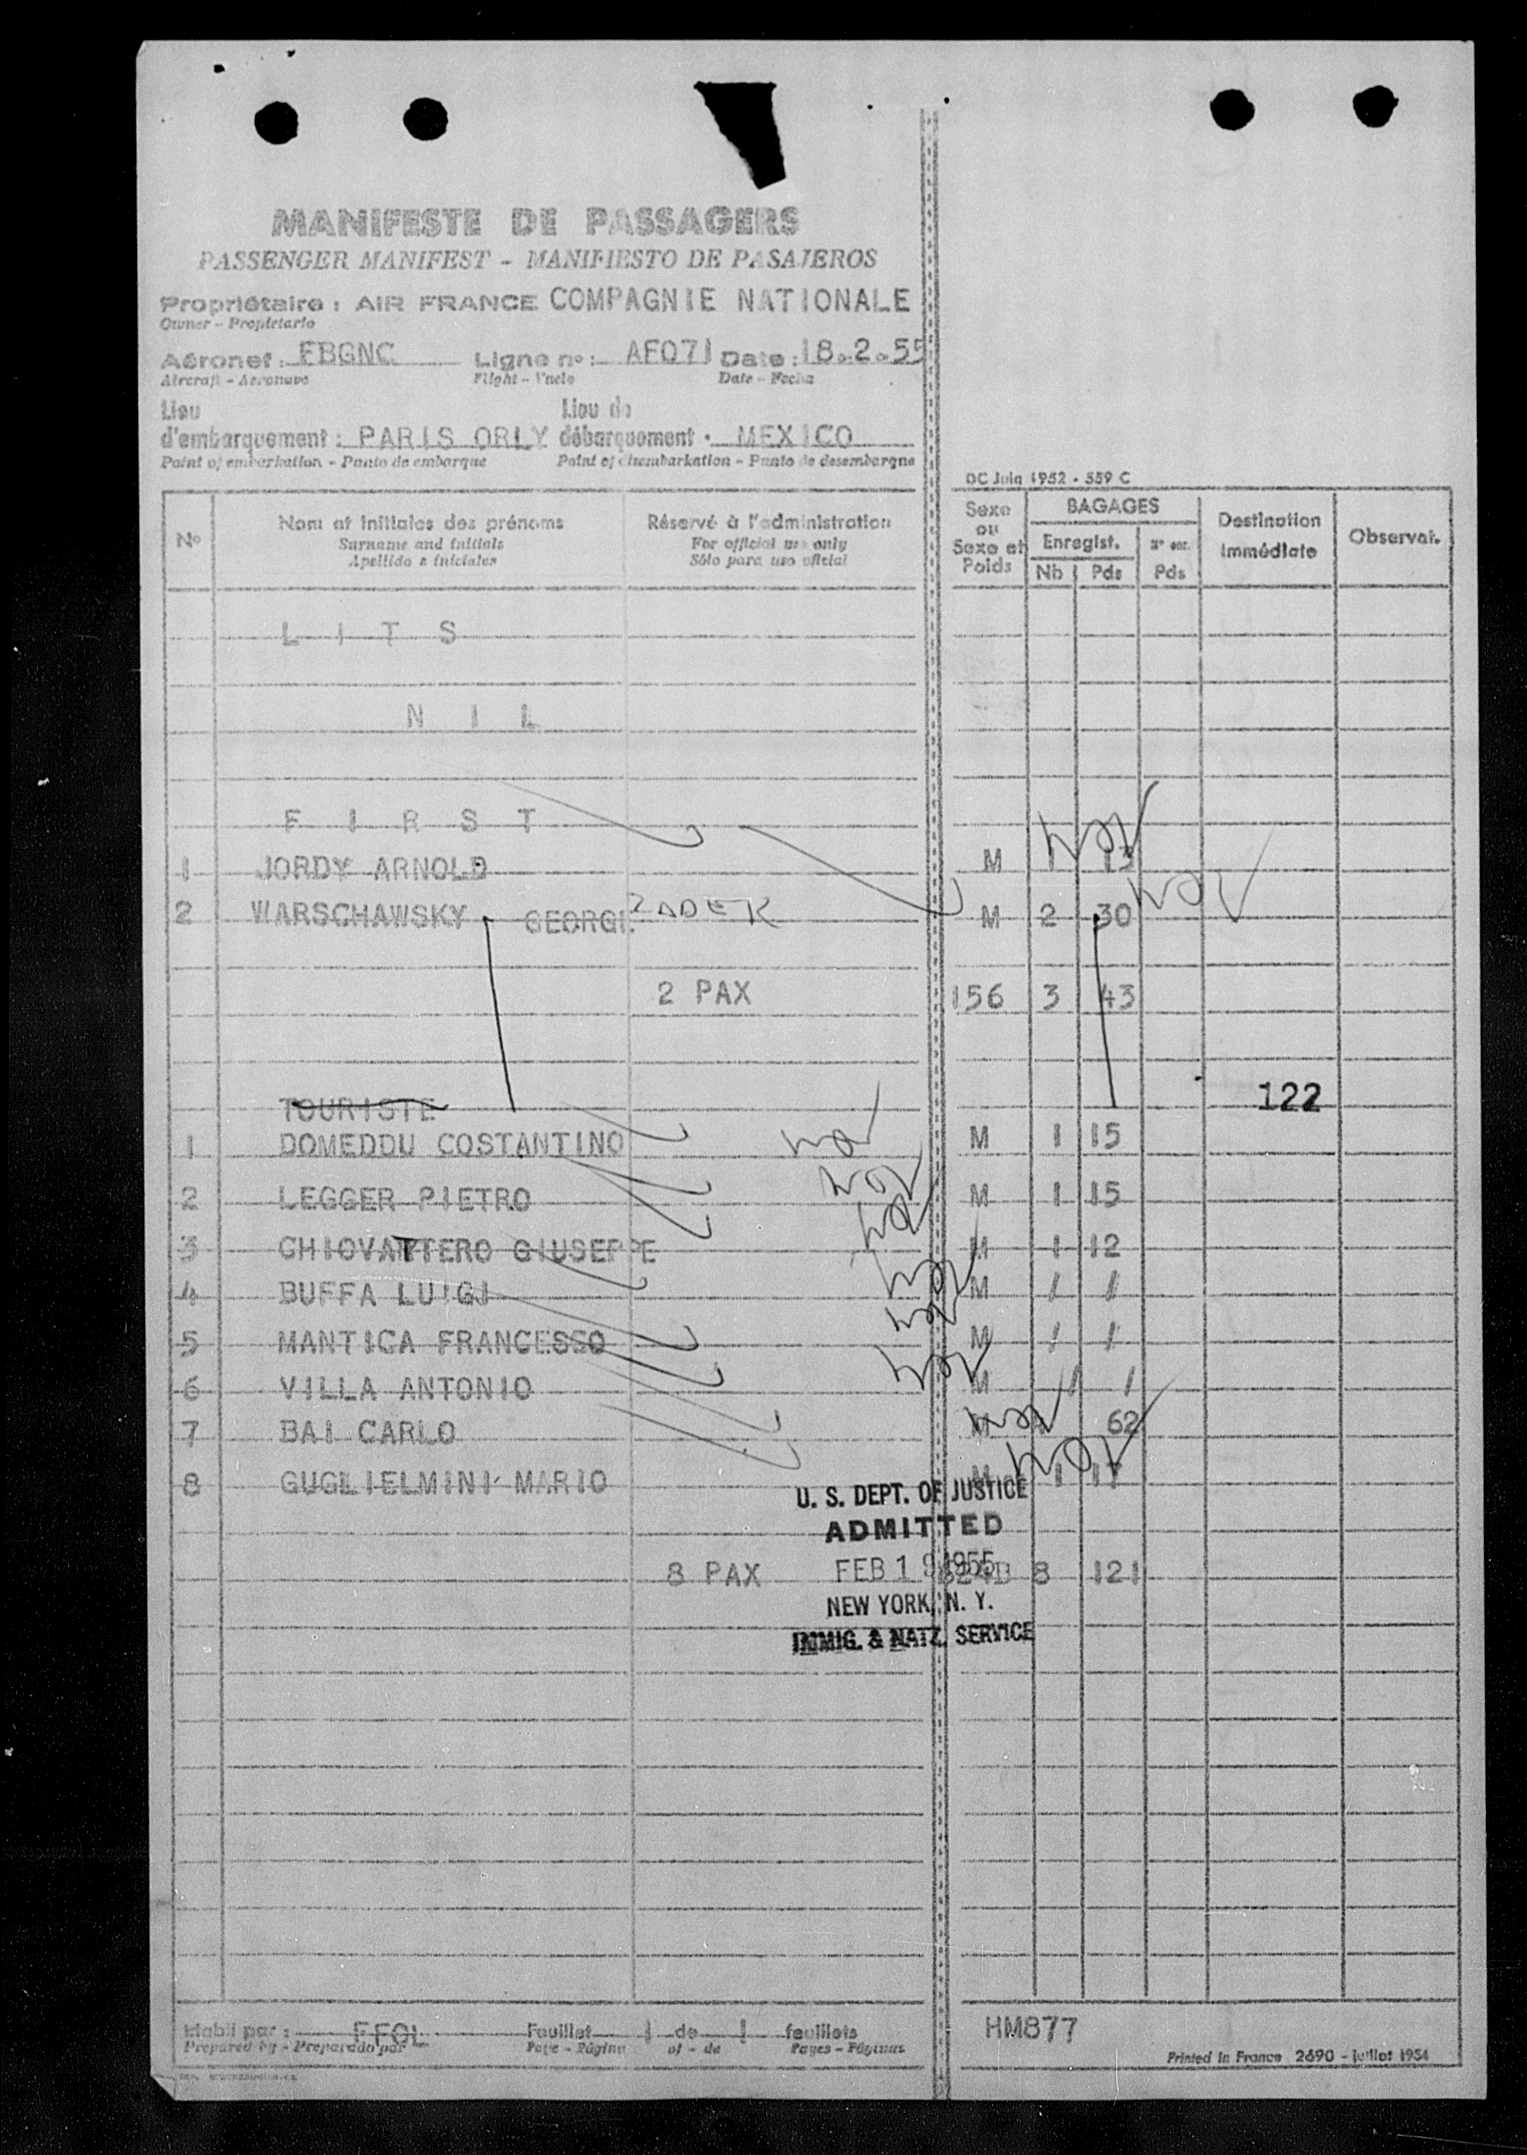 MANIFESTE DE PASSAGERS
PASSENGER MANIFEST - MANIFIESTO DE PASAJEROS
Propriétaire : AIR FRANCE COMPAGNIE NATIONALE
Owner - Propietario
Aéronef : FBGNC Ligne n° : AF071 Date : 18.2.55
Aircraft - Aeronave Flight - Vuelo Date - Fecha
Lieu d'embarquement : PARIS ORLY Lieu de débarquement : MEXICO
Point of embarkation - Punto de embarque Point of disembarkation - Punto de desembarque
DC Juin 1952 - 559 C
N° Nom et initiales des prénoms Réservé à l'administration Sexe ou Sexe et Poids BAGAGES Destination immédiate Observat.
Surname and initials For official use only Enregist.
Apellido e iniciales Sólo para uso oficial Nb Pds Pds
L I T S
N I L
F I R S T
1 JORDY ARNOLD M 1 13
2 WARSCHAWSKY GEORGE ZADEK M 2 30
2 PAX 156 3 43
TOURISTE 122
1 DOMEDDU COSTANTINO M 1 15
2 LEGGER PIETRO M 1 15
3 CHIOVATTERO GIUSEPPE M 1 12
4 BUFFA LUIGI M / /
5 MANTICA FRANCESSO M / /
6 VILLA ANTONIO M / /
7 BAI CARLO M 62
8 GUGLIELMINI MARIO M 1 17
U. S. DEPT. OF JUSTICE
ADMITTED
8 PAX FEB 19 1955 8 121
NEW YORK, N. Y.
IMMIG. & NATZ. SERVICE
Etabli par : FFOL Feuillet 1 de 1 feuillets HM877
Prepared by - Preparado por Page - Página of - de Pages - Páginas
Printed in France 2690 - juillet 1954